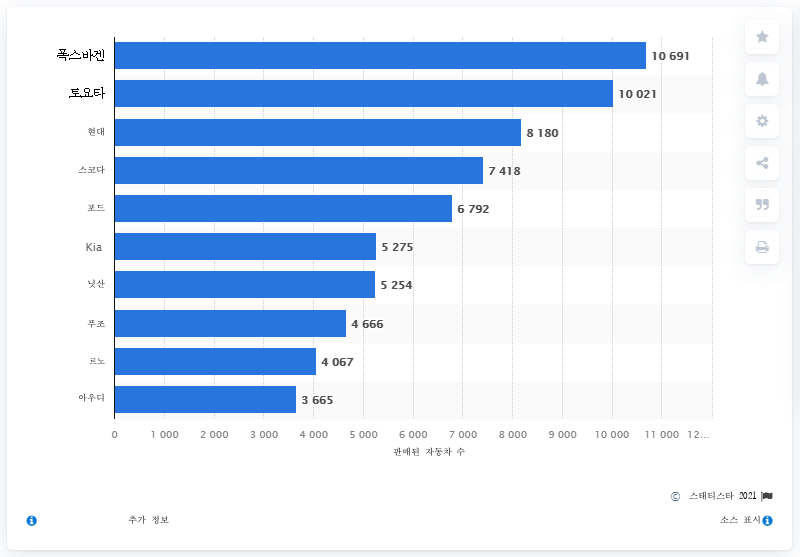 폭스바겐 10 691
토요타 10 021
현대 8 180
스코다 7 418
포드 6 792
Kia 5 275
닛산 5 254
푸조 4 666
르노 4 067
아우디 3 665
0 1 000 2 000 3 000 4 000 5 000 6 000 7 000 8 000 9 000 10 000 11 000 12...
판매된 자동차 수
© 스태티스타 2021
추가 정보 소스 표시